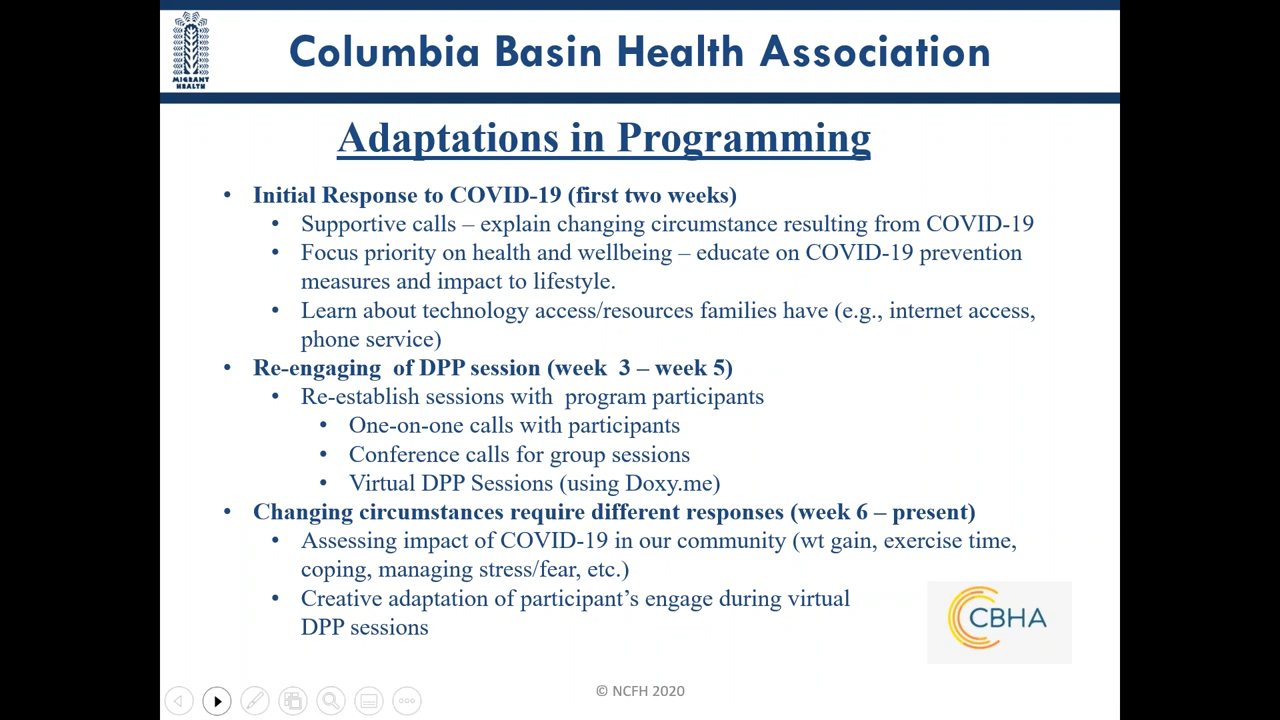 MIGRANT
HEALTH
Columbia Basin Health Association
Adaptations in Programming
• Initial Response to COVID-19 (first two weeks)
• Supportive calls – explain changing circumstance resulting from COVID-19
• Focus priority on health and wellbeing – educate on COVID-19 prevention
measures and impact to lifestyle.
• Learn about technology access/resources families have (e.g., internet access,
phone service)
• Re-engaging of DPP session (week 3 – week 5)
• Re-establish sessions with program participants
• One-on-one calls with participants
• Conference calls for group sessions
• Virtual DPP Sessions (using Doxy.me)
• Changing circumstances require different responses (week 6 – present)
• Assessing impact of COVID-19 in our community (wt gain, exercise time,
coping, managing stress/fear, etc.)
• Creative adaptation of participant’s engage during virtual
DPP sessions
CBHA
© NCFH 2020